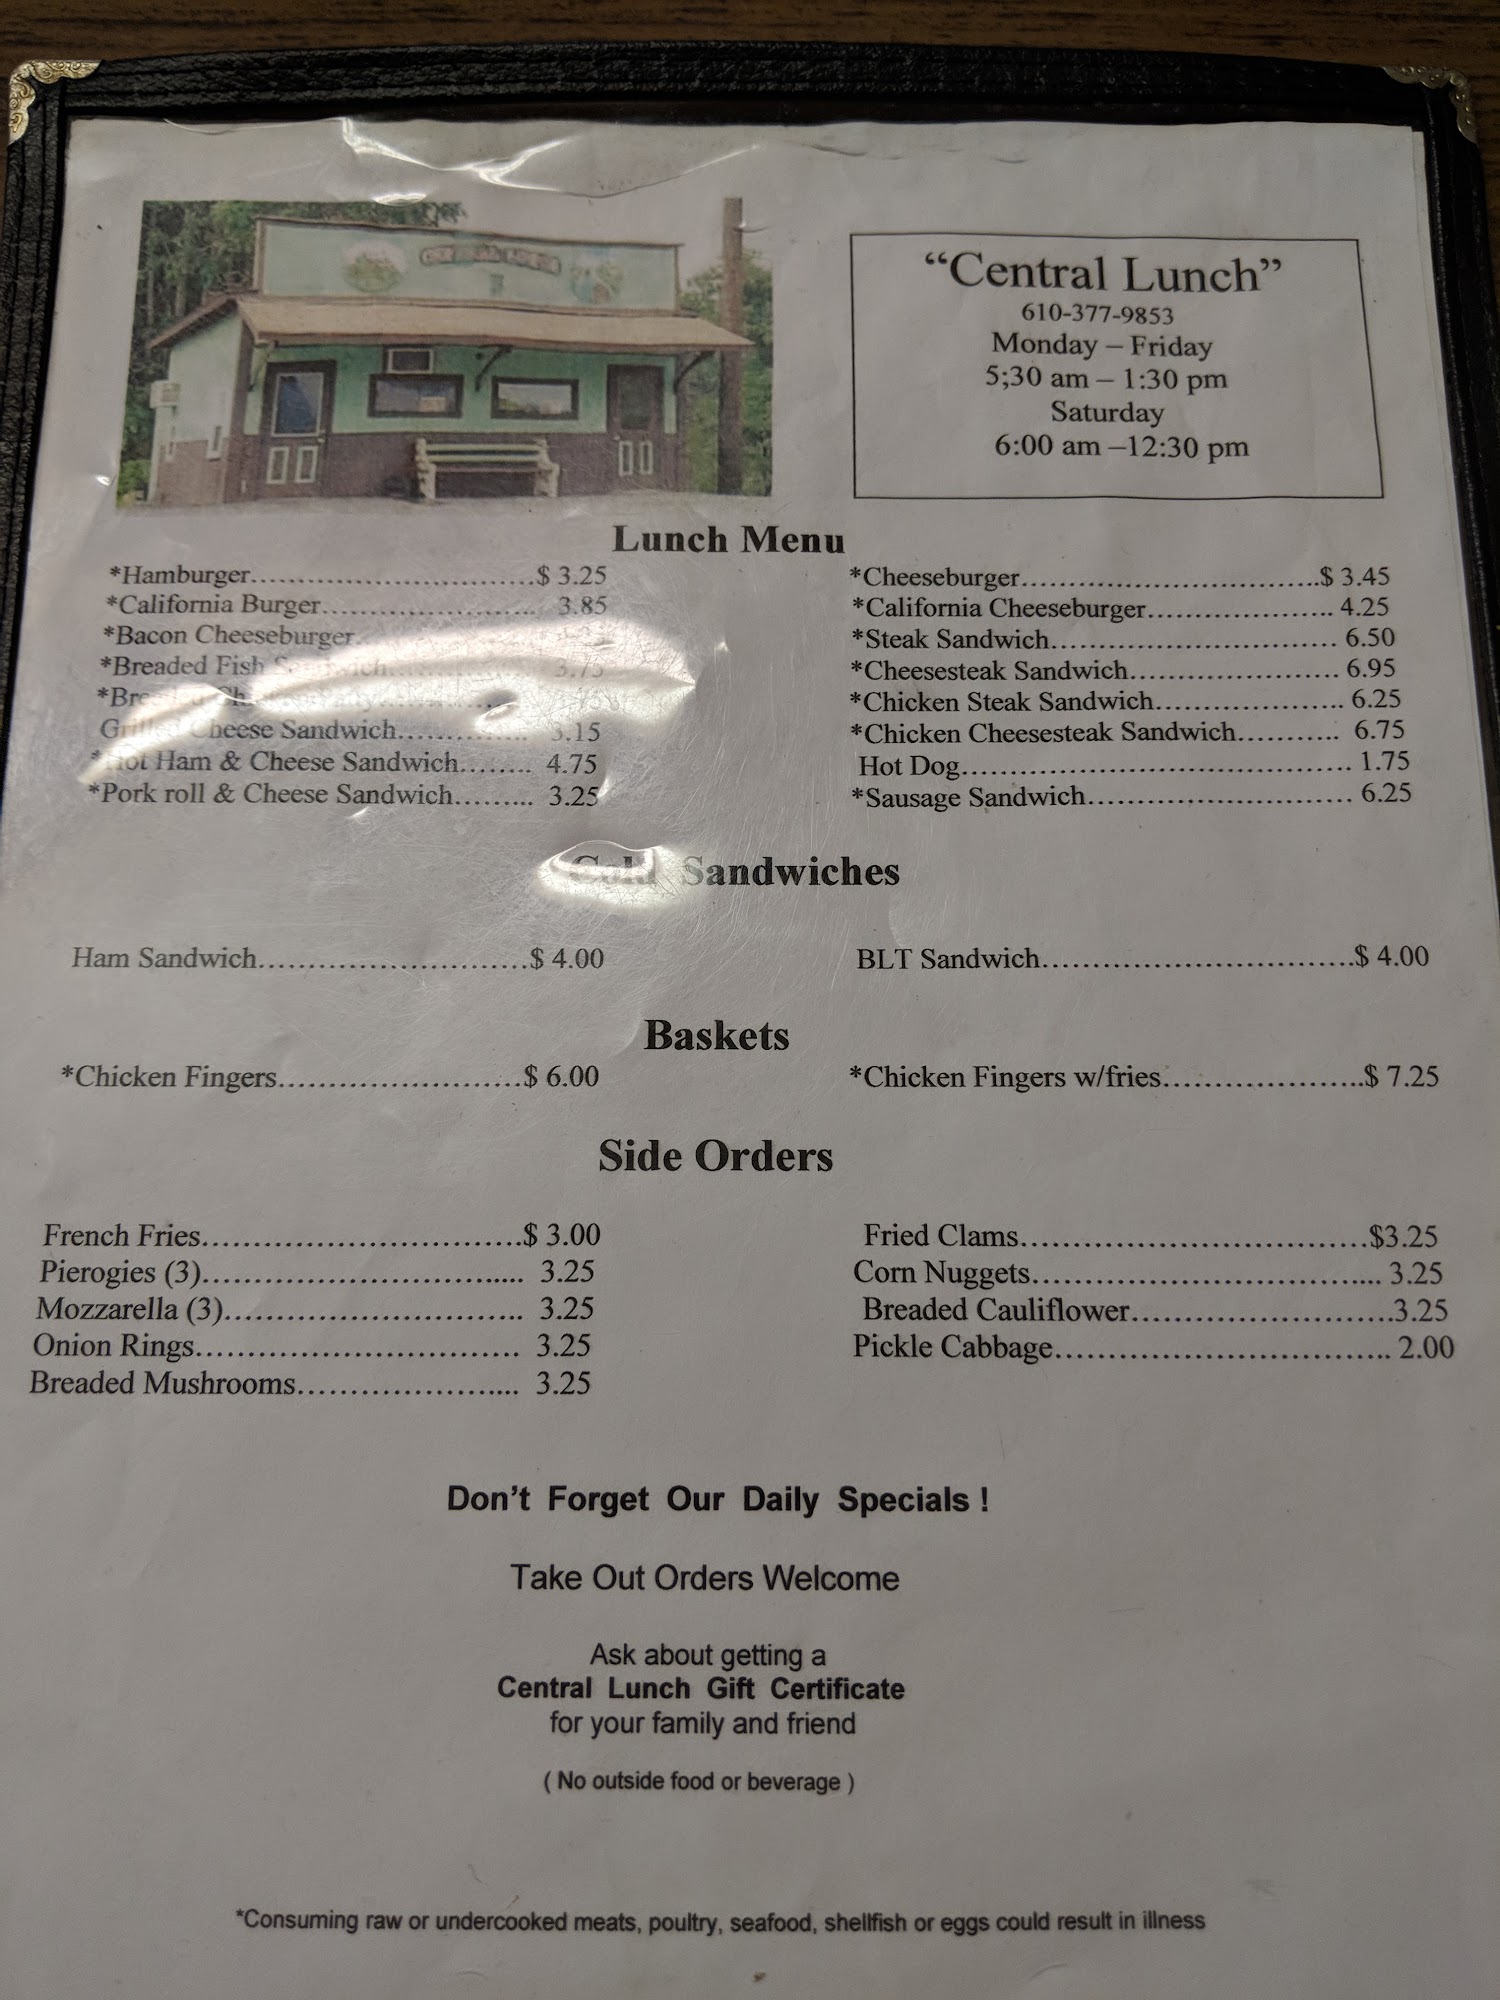 "Central Lunch"
610-377-9853
Monday – Friday
5;30 am – 1:30 pm
Saturday
6:00 am –12:30 pm
Lunch Menu
*Hamburger..............................$ 3.25
*California Burger....................... 3.85
*Bacon Cheeseburger
*Breaded Fish Sandwich............... 3.75
Grilled Cheese Sandwich.............. 3.15
*Hot Ham & Cheese Sandwich........ 4.75
*Pork roll & Cheese Sandwich......... 3.25
*Cheeseburger................................$ 3.45
*California Cheeseburger.................... 4.25
*Steak Sandwich.............................. 6.50
*Cheesesteak Sandwich...................... 6.95
*Chicken Steak Sandwich.................... 6.25
*Chicken Cheesesteak Sandwich........... 6.75
Hot Dog.......................................... 1.75
*Sausage Sandwich............................ 6.25
Cold Sandwiches
Ham Sandwich.............................$ 4.00
BLT Sandwich.................................$ 4.00
Baskets
*Chicken Fingers..........................$ 6.00
*Chicken Fingers w/fries.....................$ 7.25
Side Orders
French Fries..................................$ 3.00
Pierogies (3).................................. 3.25
Mozzarella (3)................................ 3.25
Onion Rings................................... 3.25
Breaded Mushrooms........................ 3.25
Fried Clams.....................................$3.25
Corn Nuggets..................................... 3.25
Breaded Cauliflower............................3.25
Pickle Cabbage.................................... 2.00
Don't Forget Our Daily Specials !
Take Out Orders Welcome
Ask about getting a
Central Lunch Gift Certificate
for your family and friend
( No outside food or beverage )
*Consuming raw or undercooked meats, poultry, seafood, shellfish or eggs could result in illness